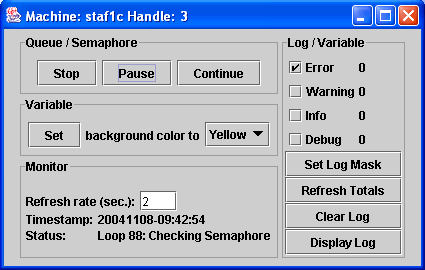 Machine: staf1c Handle: 3
Queue / Semaphore
Stop Pause Continue
Variable
Set background color to Yellow
Monitor
Refresh rate (sec.): 2
Timestamp: 20041108-09:42:54
Status: Loop 88: Checking Semaphore
Log / Variable
Error 0
Warning 0
Info 0
Debug 0
Set Log Mask
Refresh Totals
Clear Log
Display Log